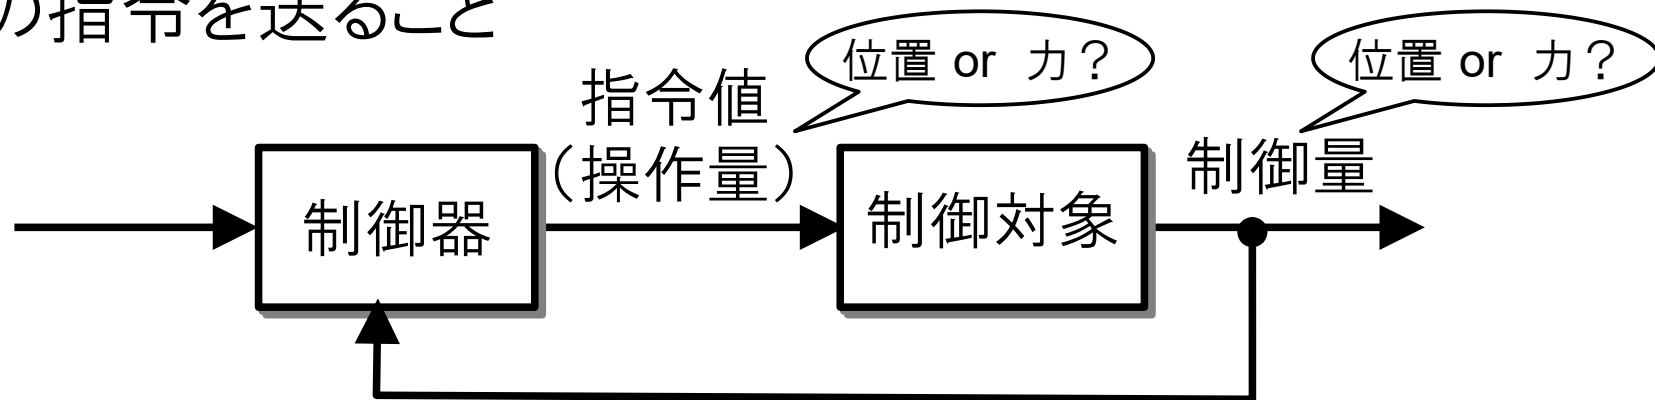 の指令を送ること
位置 or 力？
位置 or 力？
指令値
（操作量）
制御量
制御器
制御対象